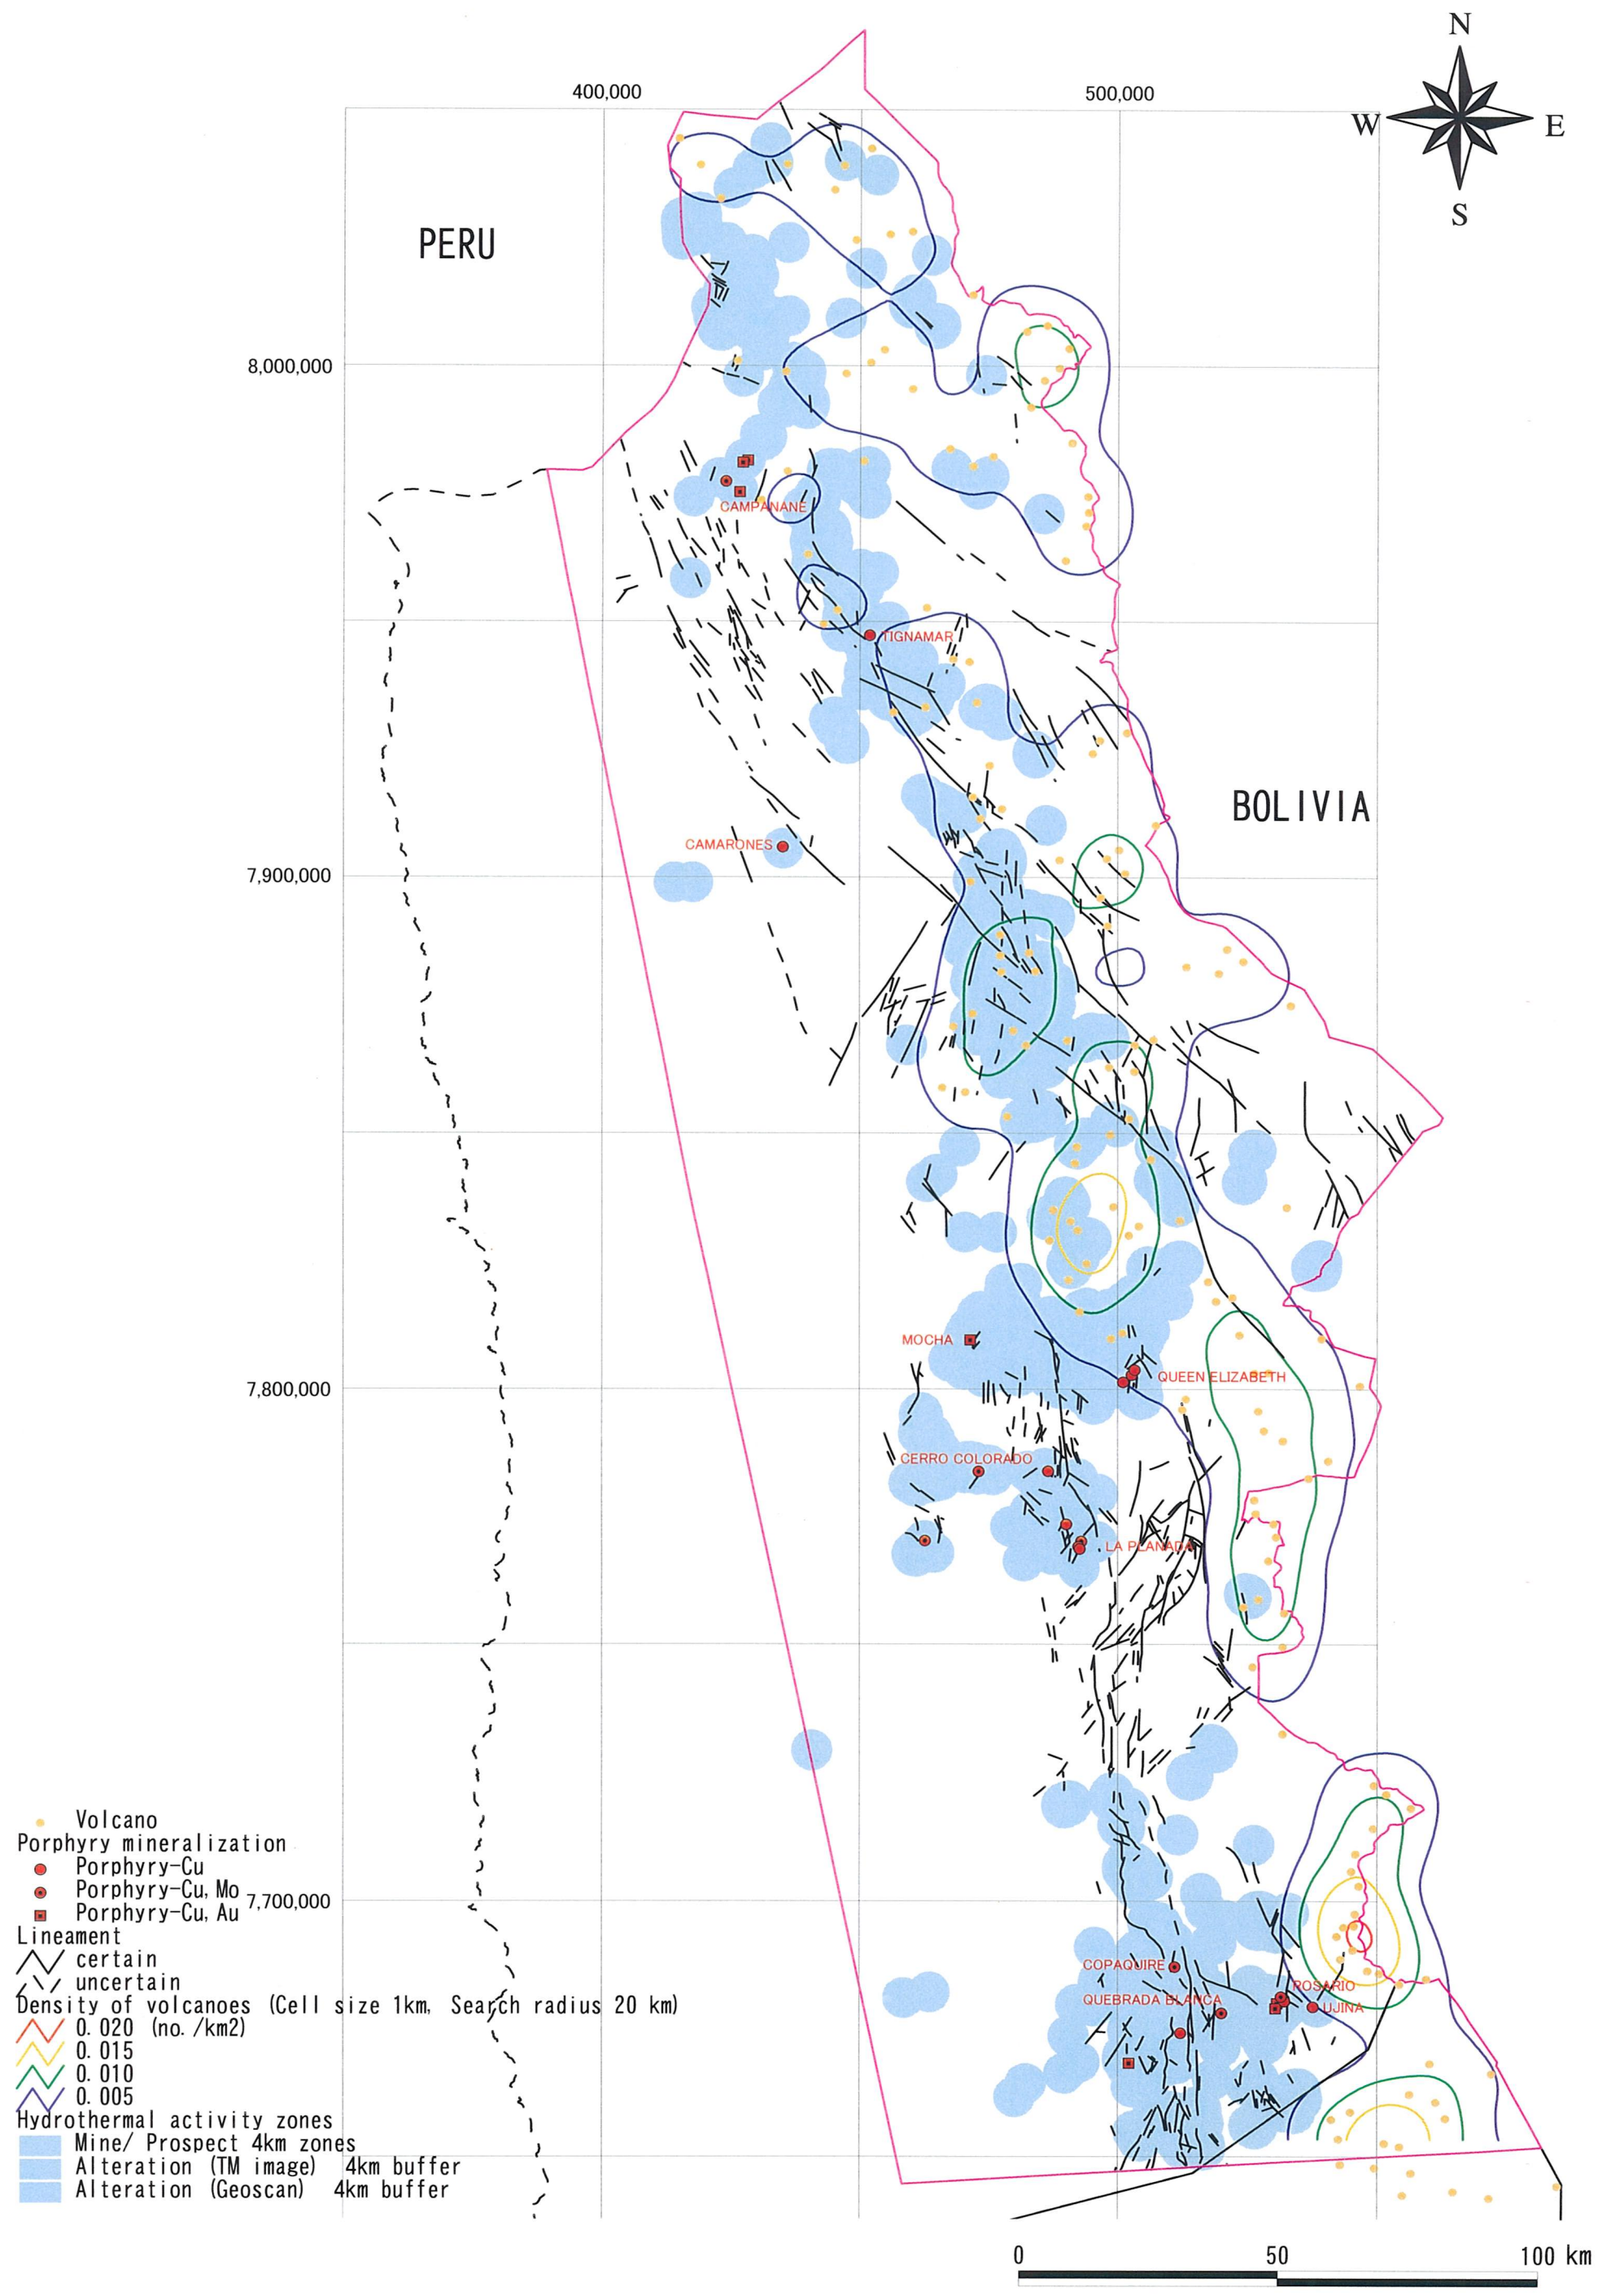 N
W E
S
400,000 500,000
PERU
8,000,000
CAMPANANE
TIGNAMAR
BOLIVIA
CAMARONES
7,900,000
MOCHA
QUEEN ELIZABETH
7,800,000
CERRO COLORADO
LA PLANADA
Volcano
Porphyry mineralization
Porphyry-Cu
Porphyry-Cu, Mo
Porphyry-Cu, Au
7,700,000
Lineament
certain
uncertain
COPAQUIRE
ROSARIO
QUEBRADA BLANCA
UJINA
Density of volcanoes (Cell size 1km, Search radius 20 km)
0.020 (no. /km2)
0.015
0.010
0.005
Hydrothermal activity zones
Mine/ Prospect 4km zones
Alteration (TM image) 4km buffer
Alteration (Geoscan) 4km buffer
0 50 100 km